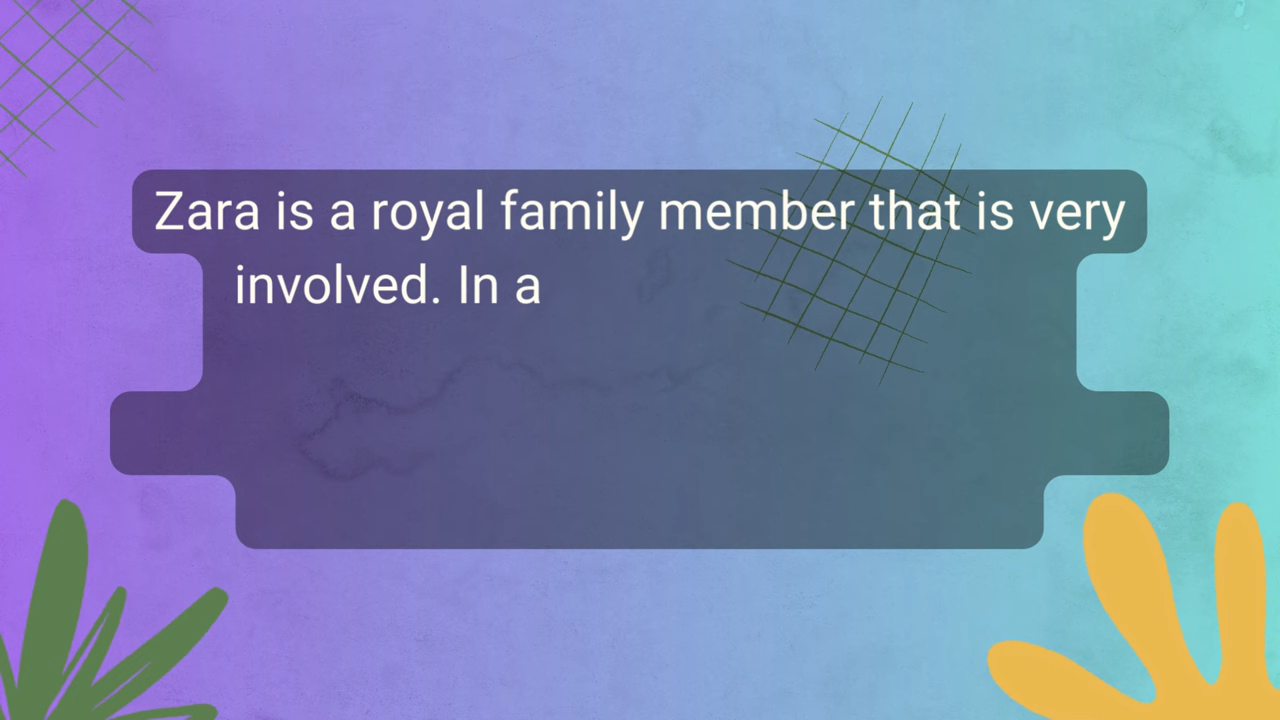 Zara is a royal family member that is very
involved. In a